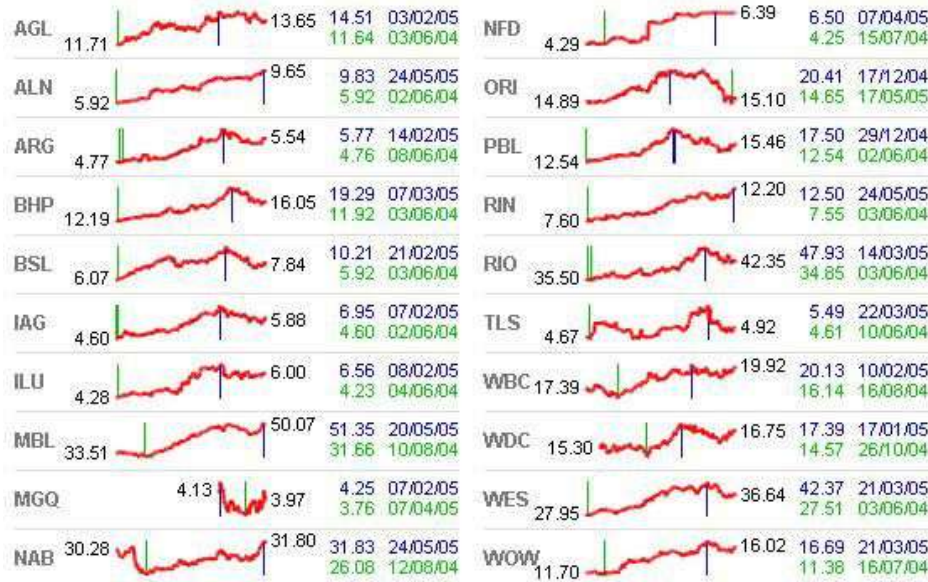 AGL 11.71 13.65 14.51 03/02/05
11.64 03/06/04
ALN 5.92 9.65 9.83 24/05/05
5.92 02/06/04
ARG 4.77 5.54 5.77 14/02/05
4.76 08/06/04
BHP 12.19 16.05 19.29 07/03/05
11.92 03/06/04
BSL 6.07 7.84 10.21 21/02/05
5.92 03/06/04
IAG 4.60 5.88 6.95 07/02/05
4.60 02/06/04
ILU 4.28 6.00 6.56 08/02/05
4.23 04/06/04
MBL 33.51 50.07 51.35 20/05/05
31.66 10/08/04
MGQ 4.13 3.97 4.25 07/02/05
3.76 07/04/05
NAB 30.28 31.80 31.83 24/05/05
26.08 12/08/04
NFD 4.29 6.39 6.50 07/04/05
4.25 15/07/04
ORI 14.89 15.10 20.41 17/12/04
14.65 17/05/05
PBL 12.54 15.46 17.50 29/12/04
12.54 02/06/04
RIN 7.60 12.20 12.50 24/05/05
7.55 03/06/04
RIO 35.50 42.35 47.93 14/03/05
34.85 03/06/04
TLS 4.67 4.92 5.49 22/03/05
4.61 10/06/04
WBC 17.39 19.92 20.13 10/02/05
16.14 16/08/04
WDC 15.30 16.75 17.39 17/01/05
14.57 26/10/04
WES 27.95 36.64 42.37 21/03/05
27.51 03/06/04
WOW 11.70 16.02 16.69 21/03/05
11.38 16/07/04